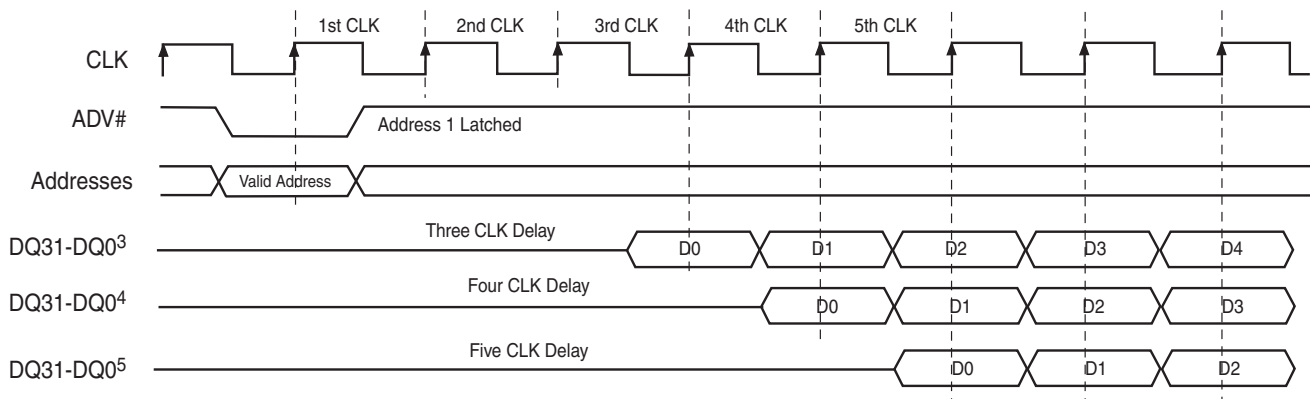 1st CLK 2nd CLK 3rd CLK 4th CLK 5th CLK
CLK
ADV# Address 1 Latched
Addresses Valid Address
DQ31-DQ0³ Three CLK Delay D0 D1 D2 D3 D4
DQ31-DQ0⁴ Four CLK Delay D0 D1 D2 D3
DQ31-DQ0⁵ Five CLK Delay D0 D1 D2